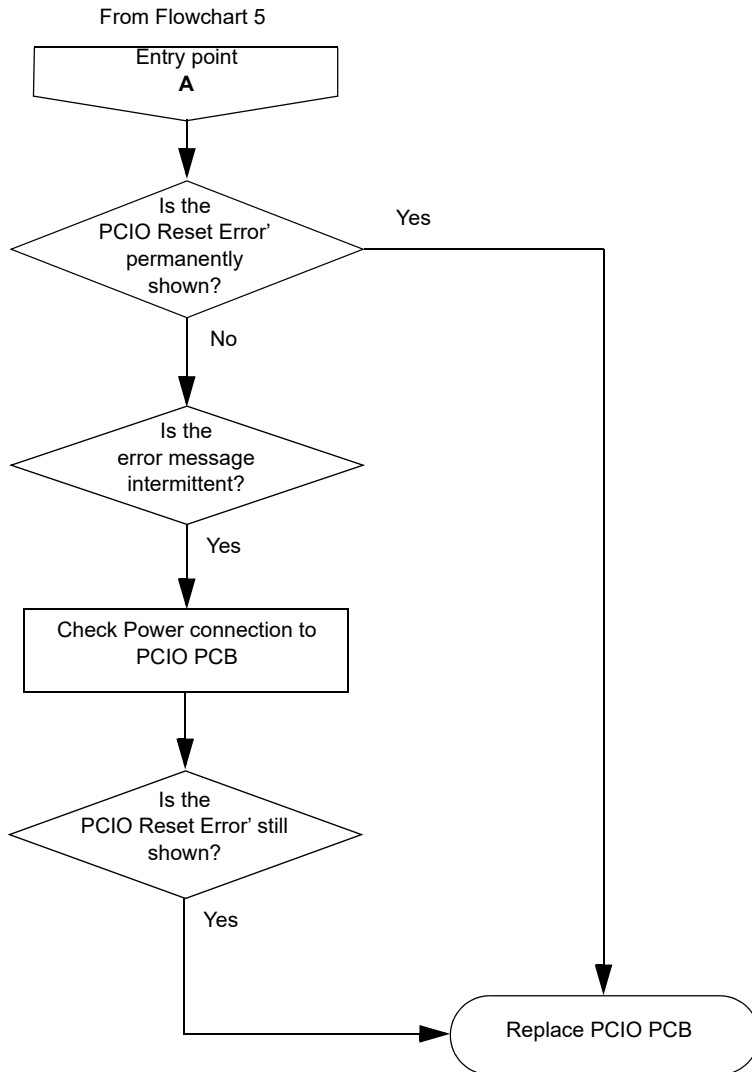 From Flowchart 5
Entry point
A
Is the
PCIO Reset Error’
permanently
shown?
Yes
No
Is the
error message
intermittent?
Yes
Check Power connection to
PCIO PCB
Is the
PCIO Reset Error’ still
shown?
Yes
Replace PCIO PCB